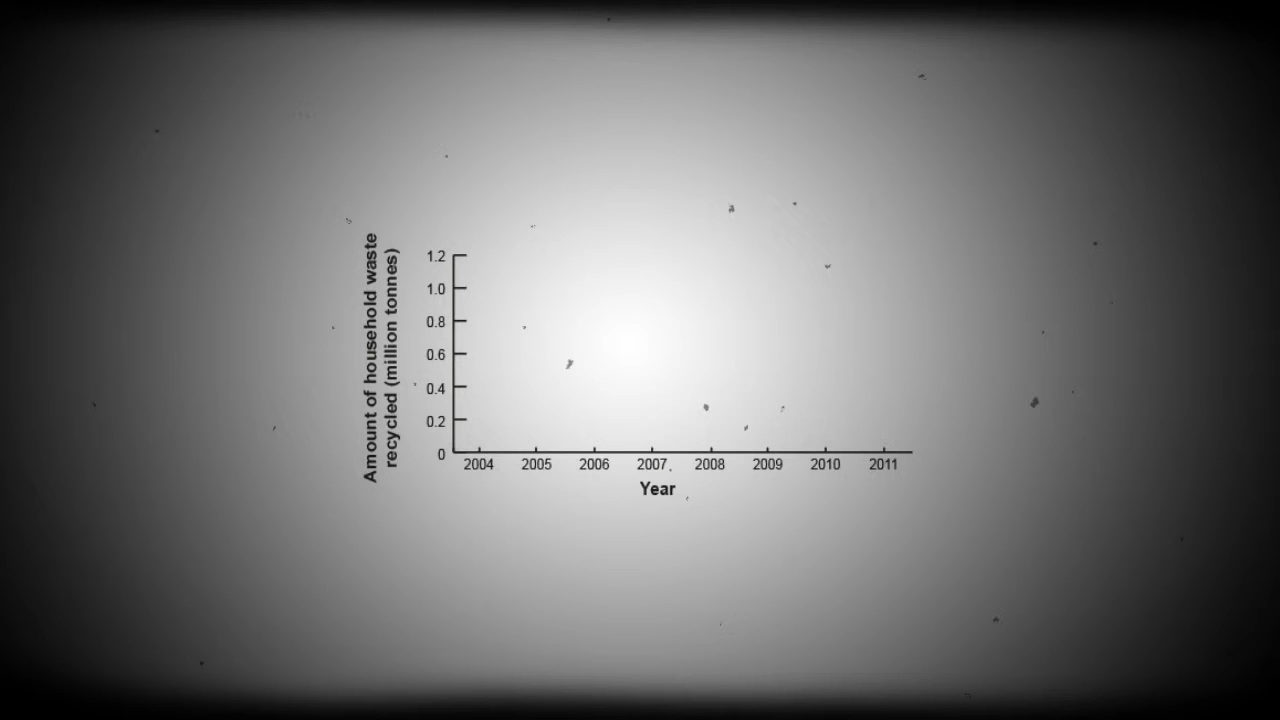 Amount of household waste
recycled (million tonnes)
1.2
1.0
0.8
0.6
0.4
0.2
0
2004 2005 2006 2007 2008 2009 2010 2011
Year